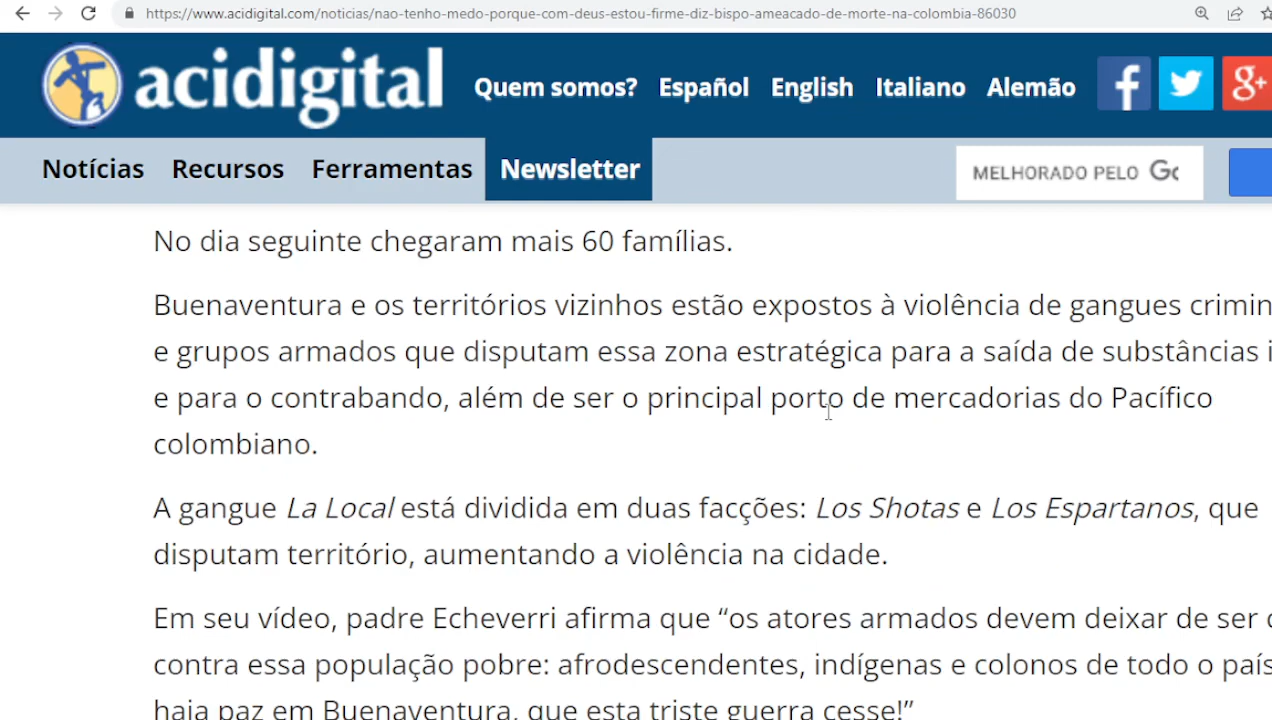 https://www.acidigital.com/noticias/nao-tenho-medo-porque-com-deus-estou-firme-diz-bispo-ameacado-de-morte-na-colombia-86030
acidigital Quem somos? Español English Italiano Alemão
Notícias Recursos Ferramentas Newsletter MELHORADO PELO
No dia seguinte chegaram mais 60 famílias.
Buenaventura e os territórios vizinhos estão expostos à violência de gangues
e grupos armados que disputam essa zona estratégica para a saída de substâncias
e para o contrabando, além de ser o principal porto de mercadorias do Pacífico
colombiano.
A gangue La Local está dividida em duas facções: Los Shotas e Los Espartanos, que
disputam território, aumentando a violência na cidade.
Em seu vídeo, padre Echeverri afirma que “os atores armados devem deixar de ser
contra essa população pobre: afrodescendentes, indígenas e colonos de todo o país
haja paz em Buenaventura, que esta triste guerra cesse!”